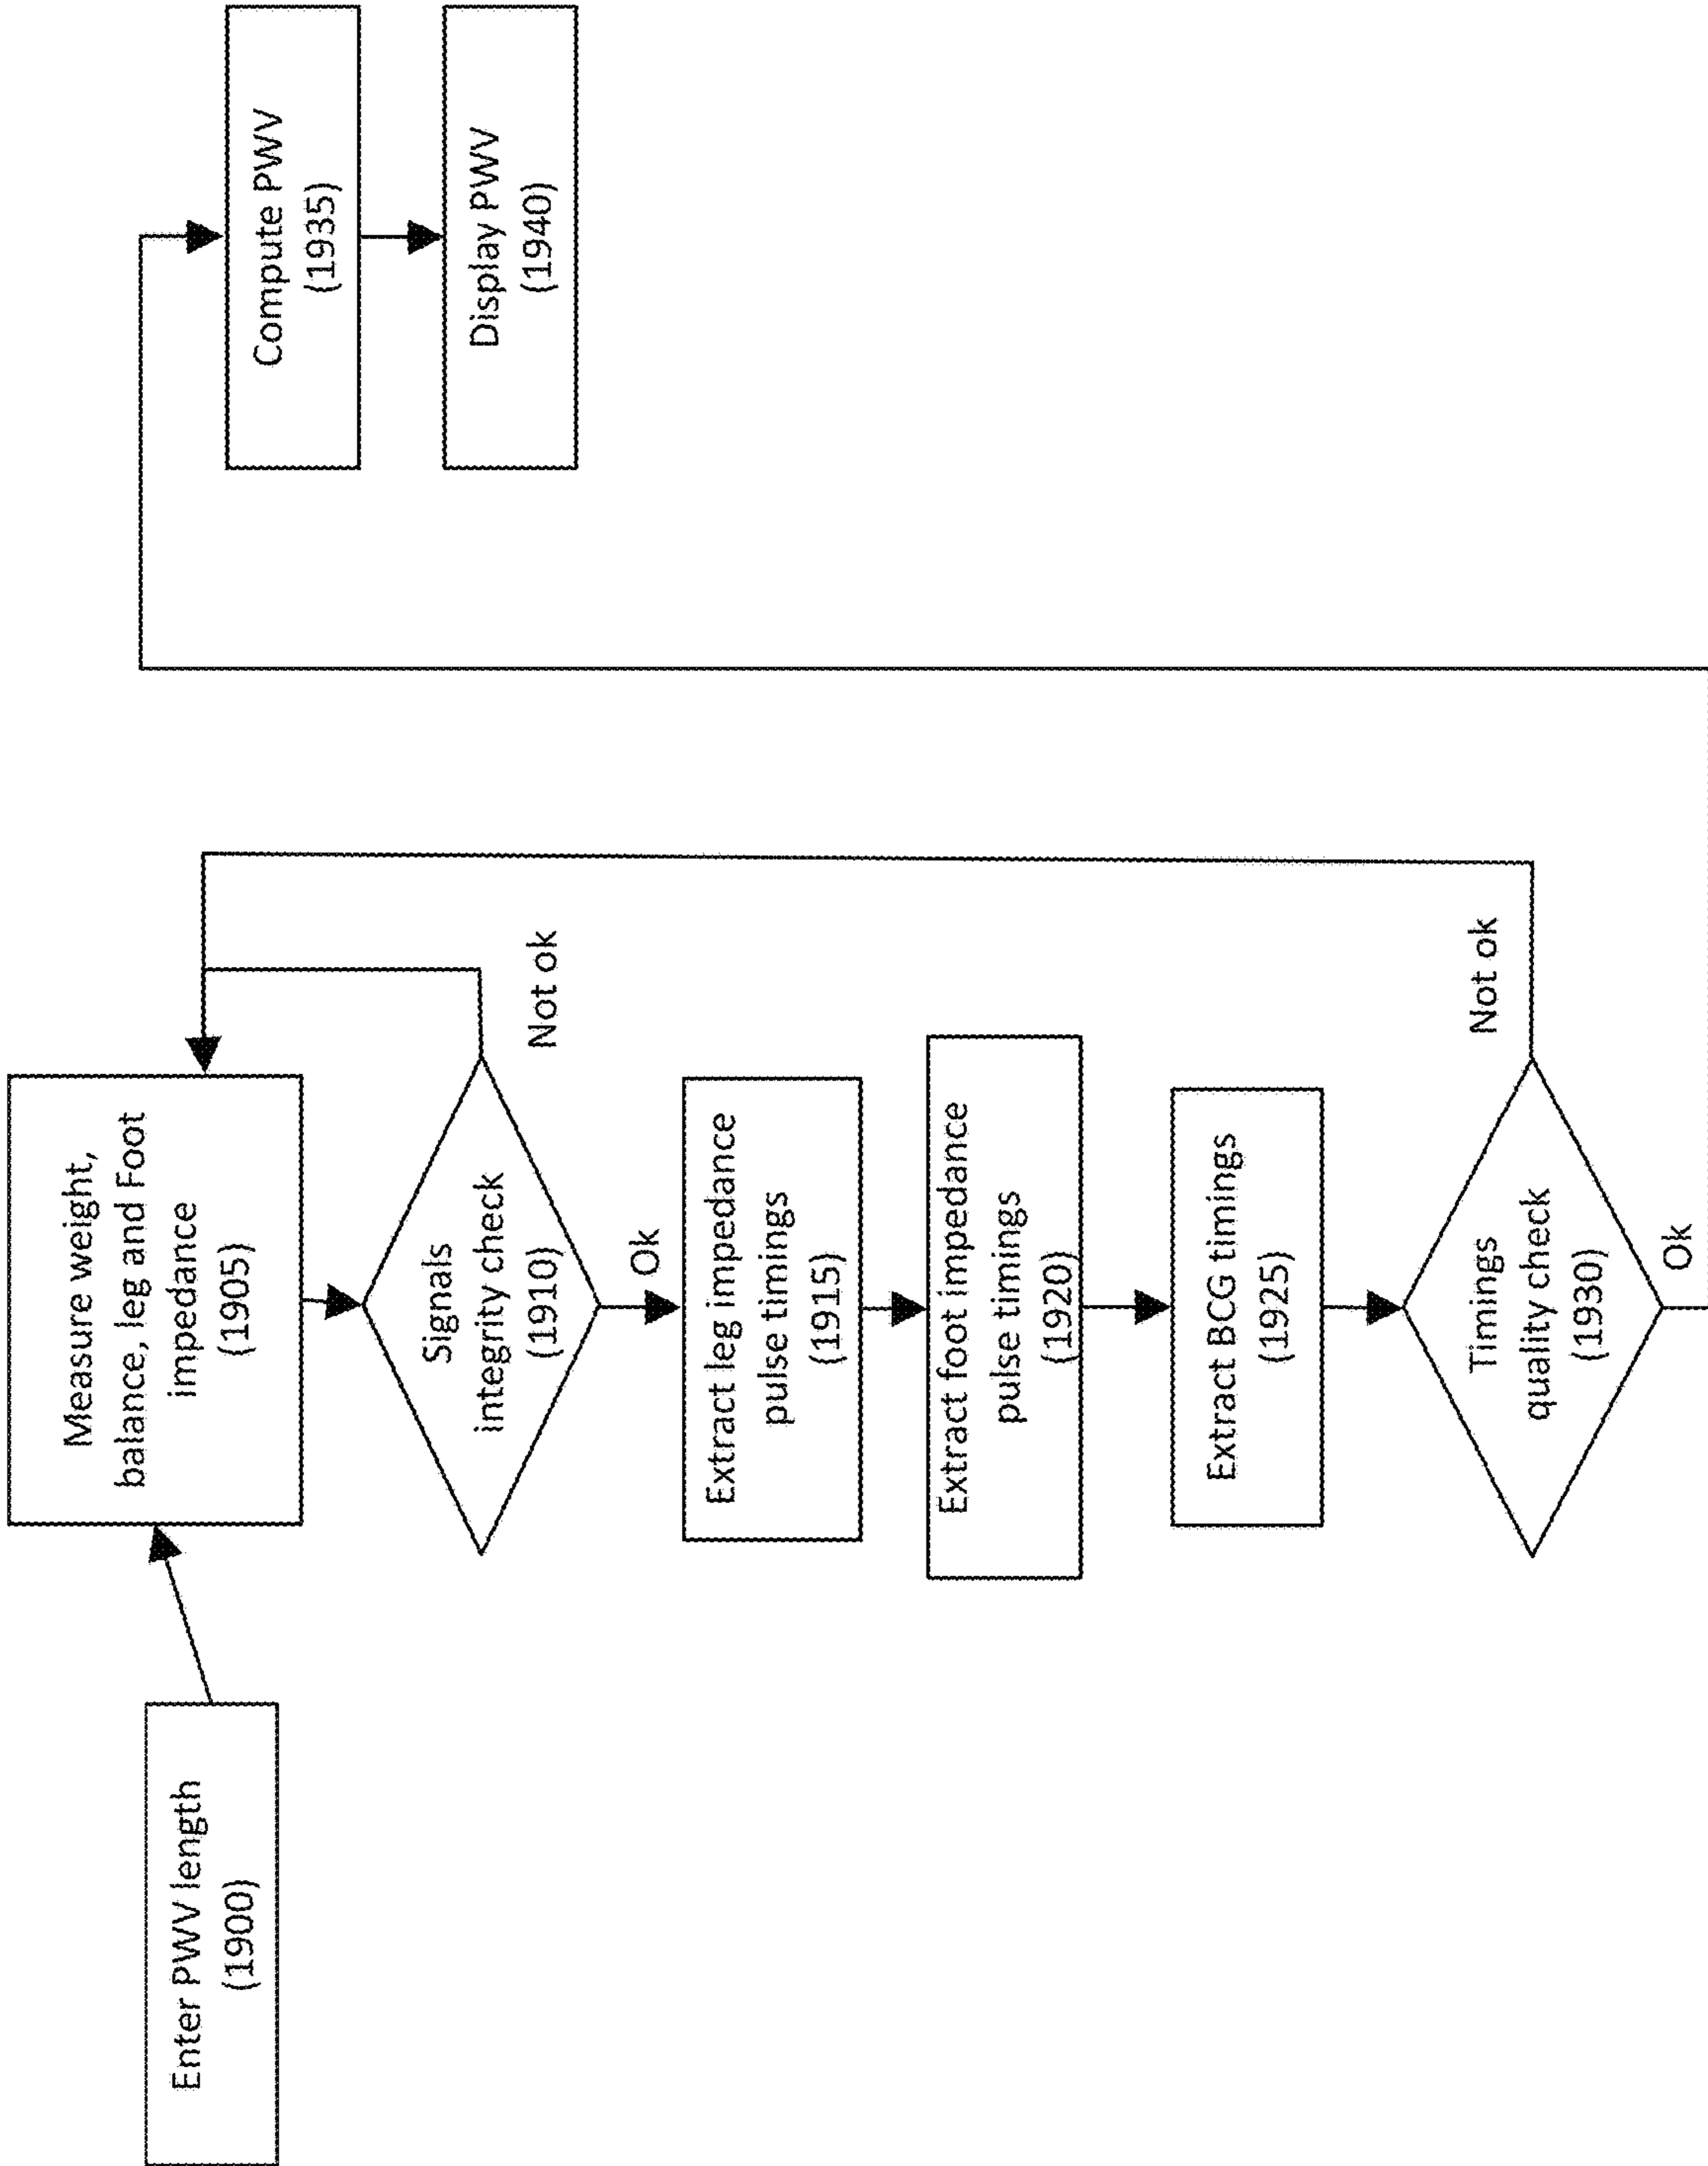 Enter PWV length
(1900)
Measure weight,
balance, leg and Foot
impedance
(1905)
Signals
integrity check
(1910)
Not ok
Ok
Extract leg impedance
pulse timings
(1915)
Extract foot impedance
pulse timings
(1920)
Extract BCG timings
(1925)
Timings
quality check
(1930)
Not ok
Ok
Compute PWV
(1935)
Display PWV
(1940)